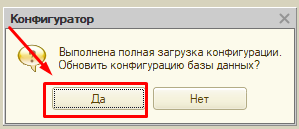 Конфигуратор
Выполнена полная загрузка конфигурации.
Обновить конфигурацию базы данных?
Да Нет